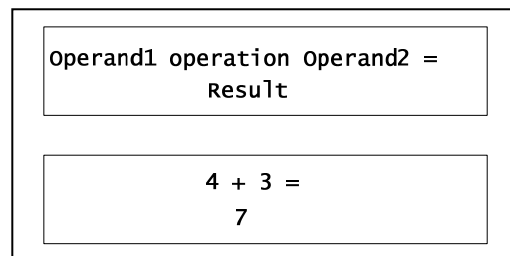 Operand1 operation Operand2 =
Result
4 + 3 =
7